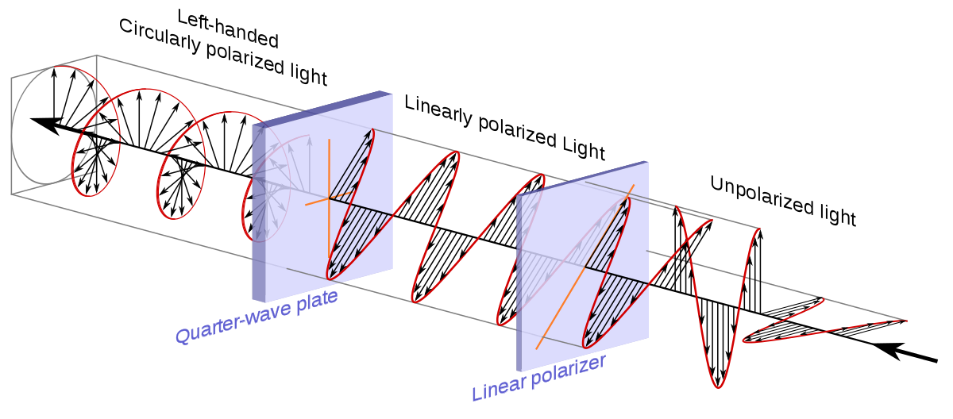 Left-handed
Circularly polarized light
Linearly polarized Light
Unpolarized light
Quarter-wave plate
Linear polarizer